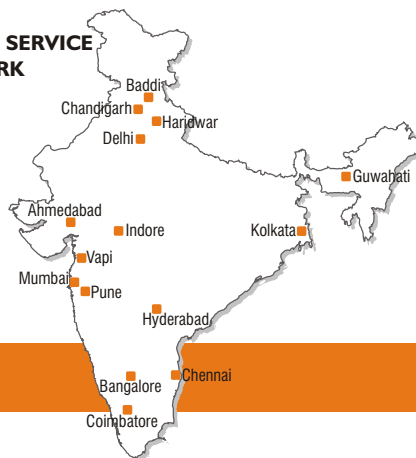 SERVICE
RK
Baddi
Chandigarh
Haridwar
Delhi
Guwahati
Ahmedabad
Indore
Kolkata
Vapi
Mumbai
Pune
Hyderabad
Chennai
Bangalore
Coimbatore